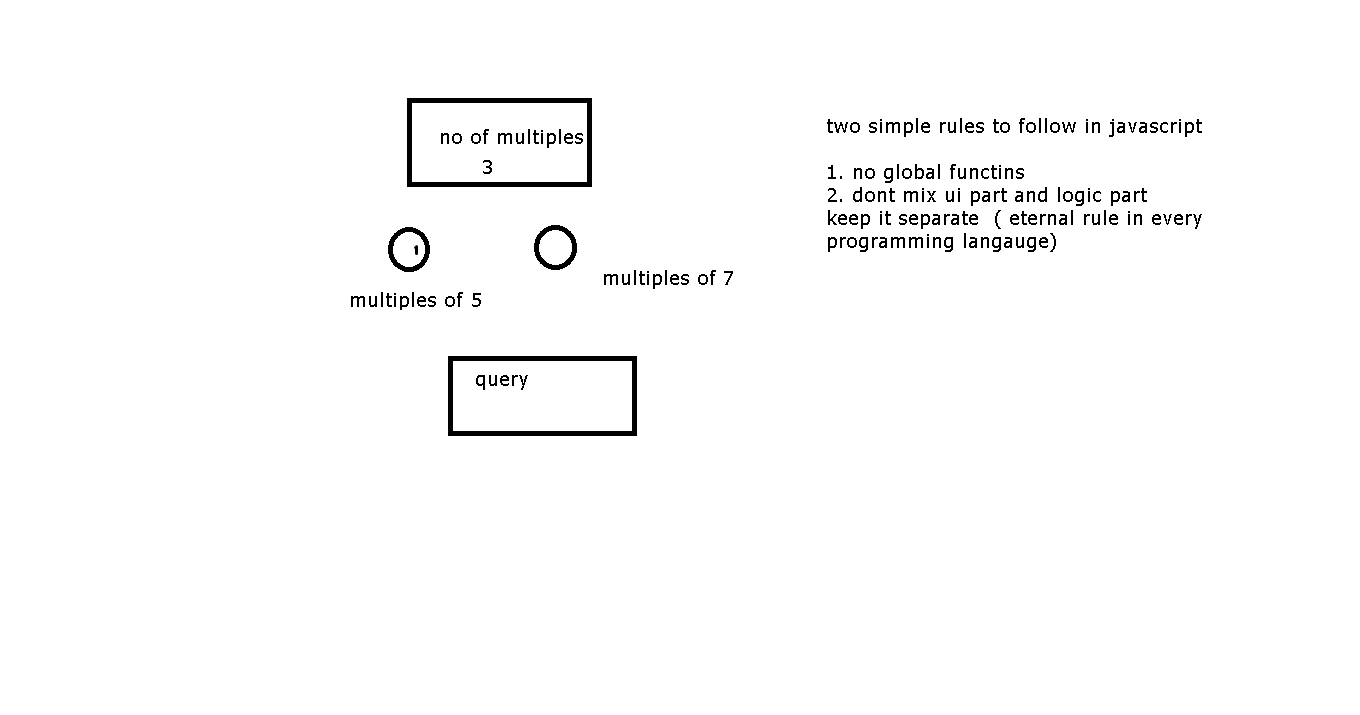 no of multiples
3
multiples of 5
multiples of 7
query
two simple rules to follow in javascript
1. no global functins
2. dont mix ui part and logic part
keep it separate  ( eternal rule in every
programming langauge)